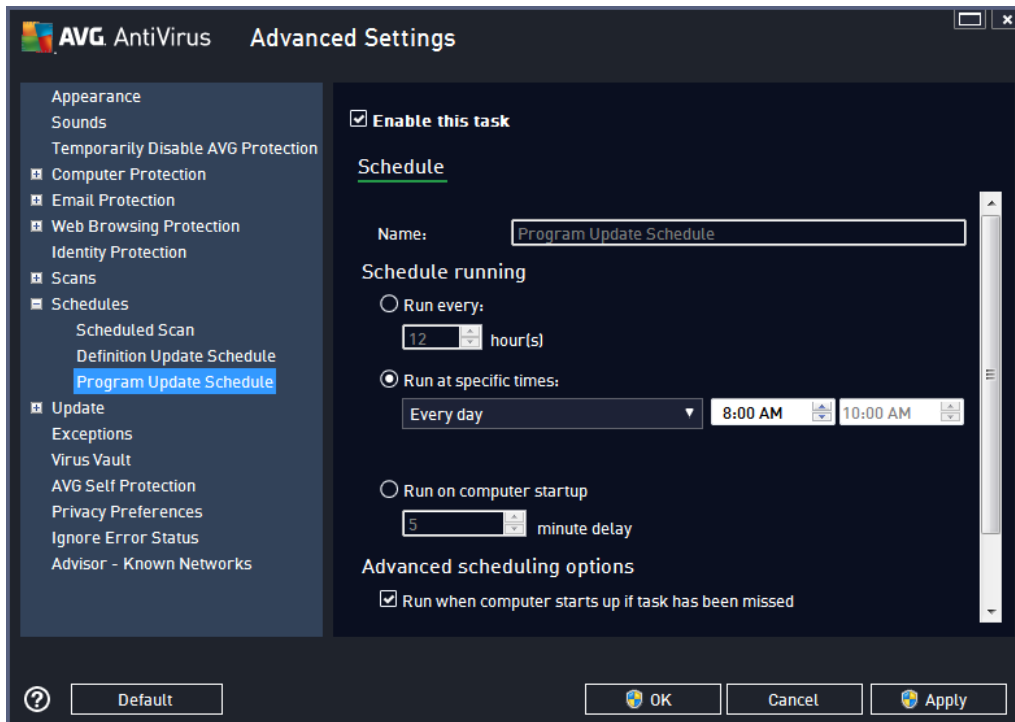 AVG AntiVirus Advanced Settings
Appearance
Sounds
Temporarily Disable AVG Protection
Computer Protection
Email Protection
Web Browsing Protection
Identity Protection
Scans
Schedules
Scheduled Scan
Definition Update Schedule
Program Update Schedule
Update
Exceptions
Virus Vault
AVG Self Protection
Privacy Preferences
Ignore Error Status
Advisor - Known Networks
Enable this task
Schedule
Name: Program Update Schedule
Schedule running
Run every:
12 hour(s)
Run at specific times:
Every day 8:00 AM 10:00 AM
Run on computer startup
5 minute delay
Advanced scheduling options
Run when computer starts up if task has been missed
? Default OK Cancel Apply